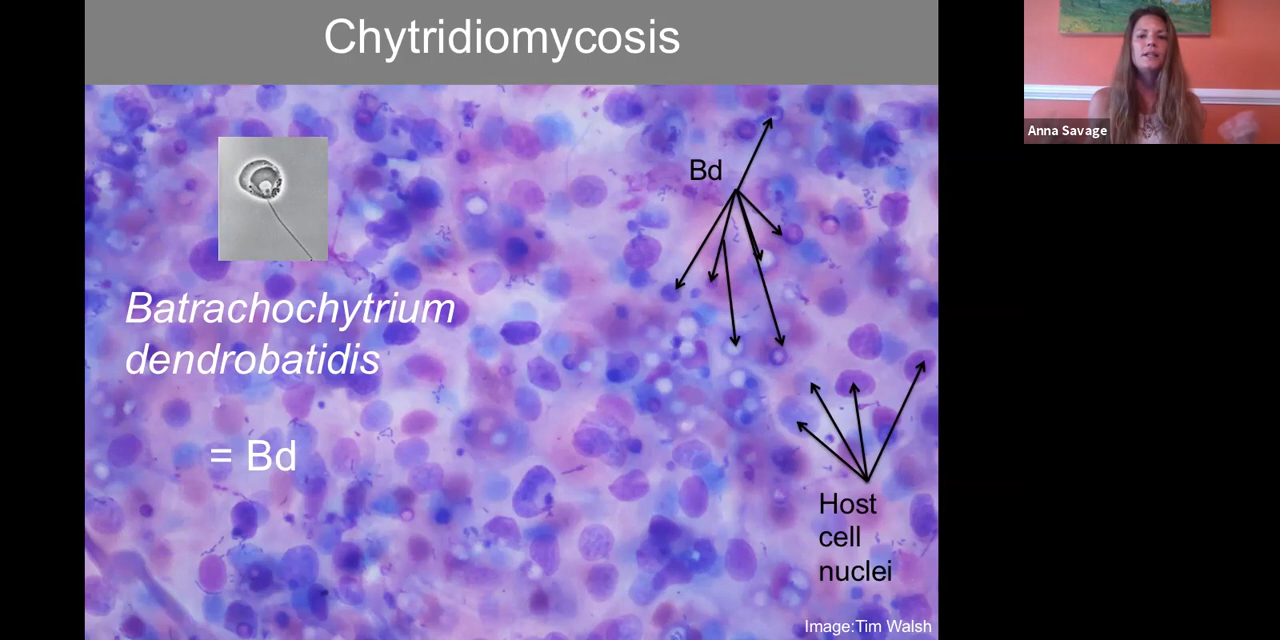 Chytridiomycosis
Anna Savage
Bd
Batrachochytrium
dendrobatidis
= Bd
Host
cell
nuclei
Image:Tim Walsh